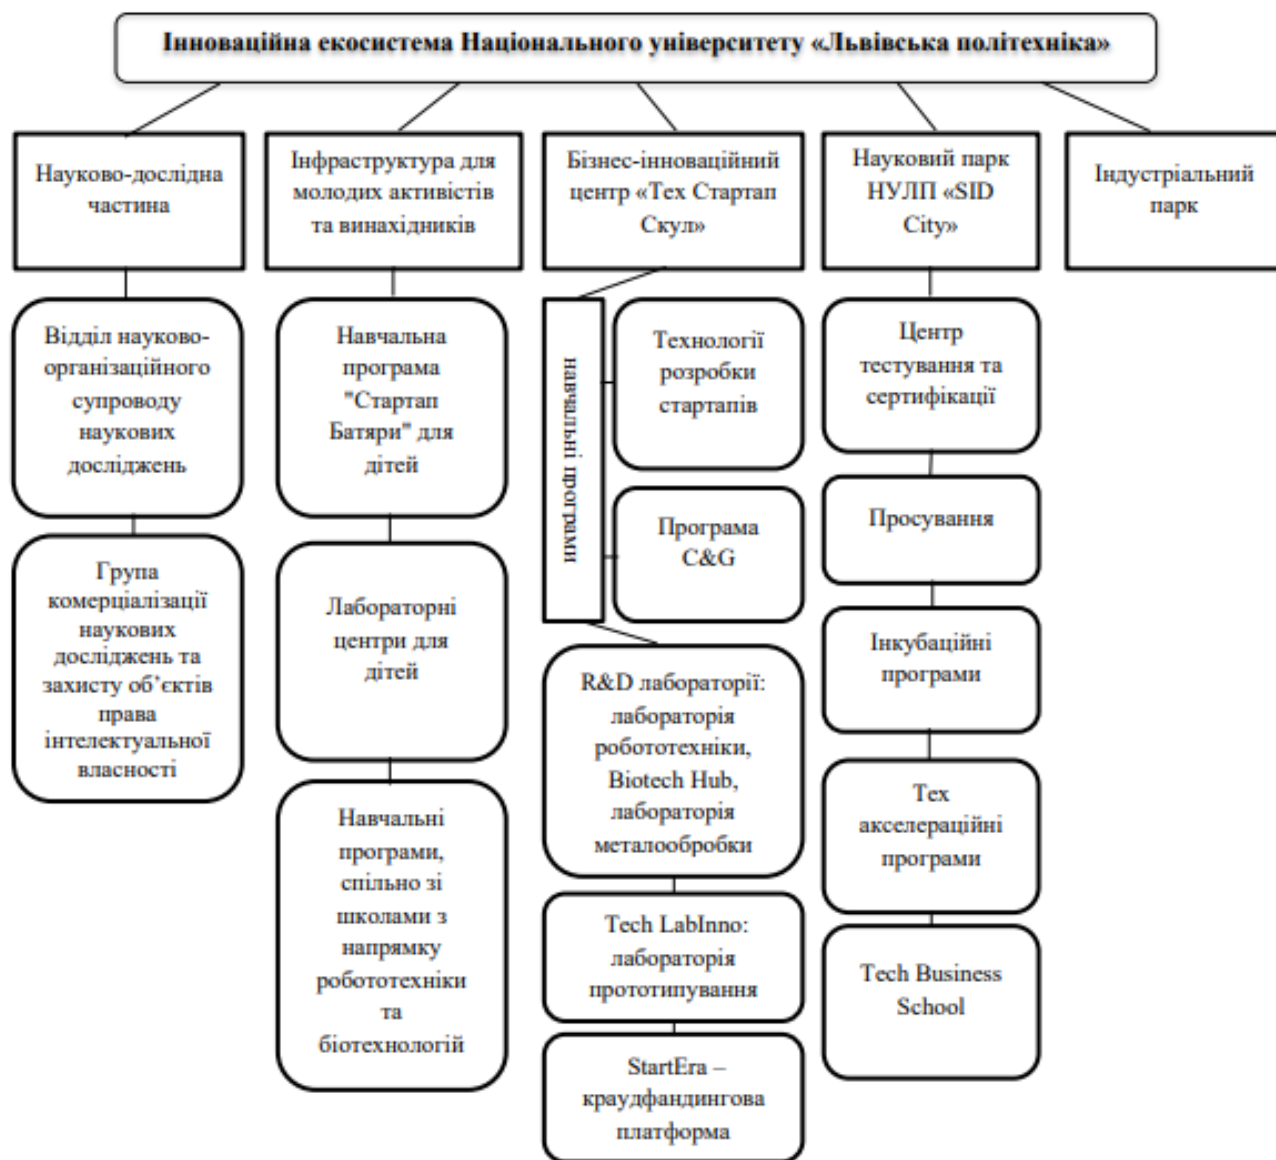 Інноваційна екосистема Національного університету «Львівська політехніка»
Науково-дослідна
частина
Інфраструктура для
молодих активістів
та винахідників
Бізнес-інноваційний
центр «Тех Стартап
Скул»
Науковий парк
НУЛП «SID
City»
Індустріальний
парк
Відділ науково-
організаційного
супроводу
наукових
досліджень
Група
комерціалізації
наукових
досліджень та
захисту об’єктів
права
інтелектуальної
власності
Навчальна
програма
"Стартап
Батяри" для
дітей
Лабораторні
центри для
дітей
Навчальні
програми,
спільно зі
школами з
напрямку
робототехніки
та
біотехнологій
навчальні програми
Технології
розробки
стартапів
Програма
C&G
R&D лабораторії:
лабораторія
робототехніки,
Biotech Hub,
лабораторія
металообробки
Tech LabInno:
лабораторія
прототипування
StartEra –
краудфандингова
платформа
Центр
тестування та
сертифікації
Просування
Інкубаційні
програми
Тех
акселераційні
програми
Tech Business
School